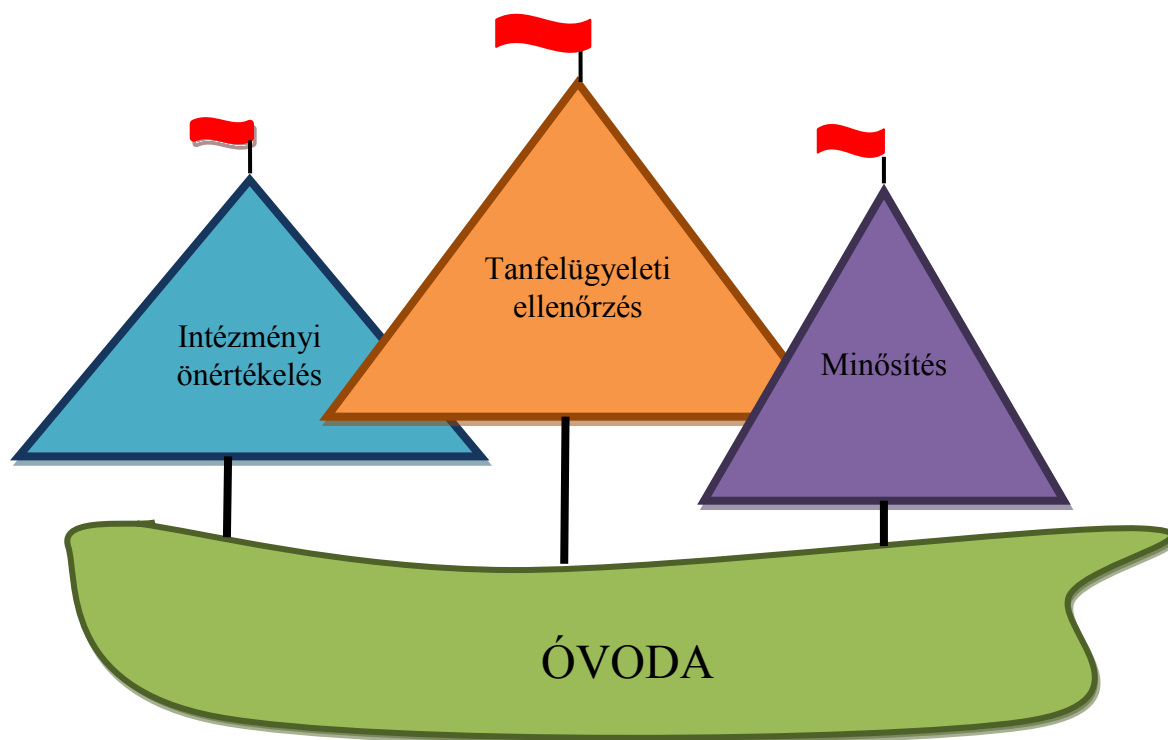 Intézményi
önértékelés
Tanfelügyeleti
ellenőrzés
Minősítés
ÓVODA